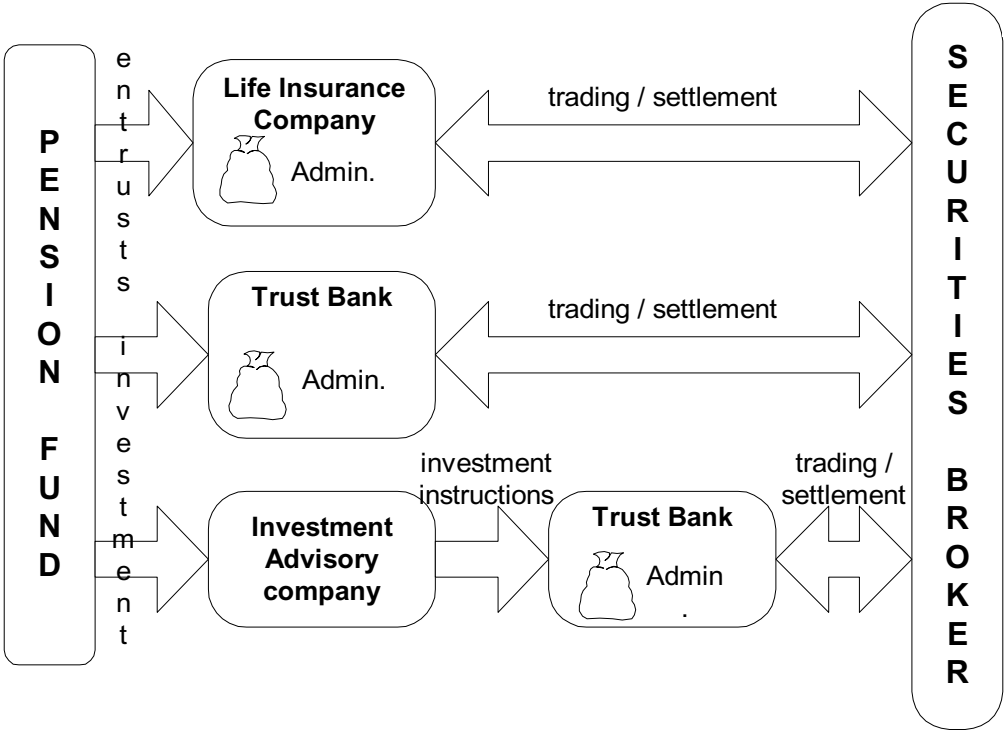 PENSION FUND
entrusts investment
Life Insurance
Company
Admin.
trading / settlement
Trust Bank
Admin.
trading / settlement
Investment
Advisory
company
investment
instructions
Trust Bank
Admin
.
trading /
settlement
SECURITIES BROKER